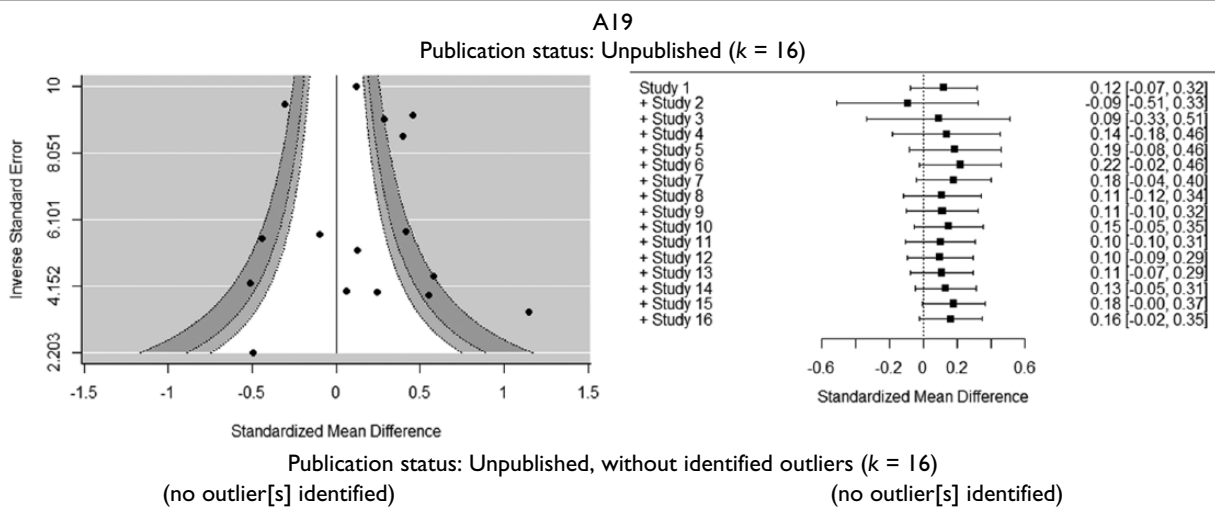 A19
Publication status: Unpublished (k = 16)
Inverse Standard Error
10
8.051
6.101
4.152
2.203
-1.5 -1 -0.5 0 0.5 1 1.5
Standardized Mean Difference
Study 1 0.12 [-0.07, 0.32]
+ Study 2 -0.09 [-0.51, 0.33]
+ Study 3 0.09 [-0.33, 0.51]
+ Study 4 0.14 [-0.18, 0.46]
+ Study 5 0.19 [-0.08, 0.46]
+ Study 6 0.22 [-0.02, 0.46]
+ Study 7 0.18 [-0.04, 0.40]
+ Study 8 0.11 [-0.12, 0.34]
+ Study 9 0.11 [-0.10, 0.32]
+ Study 10 0.15 [-0.05, 0.35]
+ Study 11 0.10 [-0.10, 0.31]
+ Study 12 0.10 [-0.09, 0.29]
+ Study 13 0.11 [-0.07, 0.29]
+ Study 14 0.13 [-0.05, 0.31]
+ Study 15 0.18 [-0.00, 0.37]
+ Study 16 0.16 [-0.02, 0.35]
-0.6 -0.2 0 0.2 0.6
Standardized Mean Difference
Publication status: Unpublished, without identified outliers (k = 16)
(no outlier[s] identified) (no outlier[s] identified)